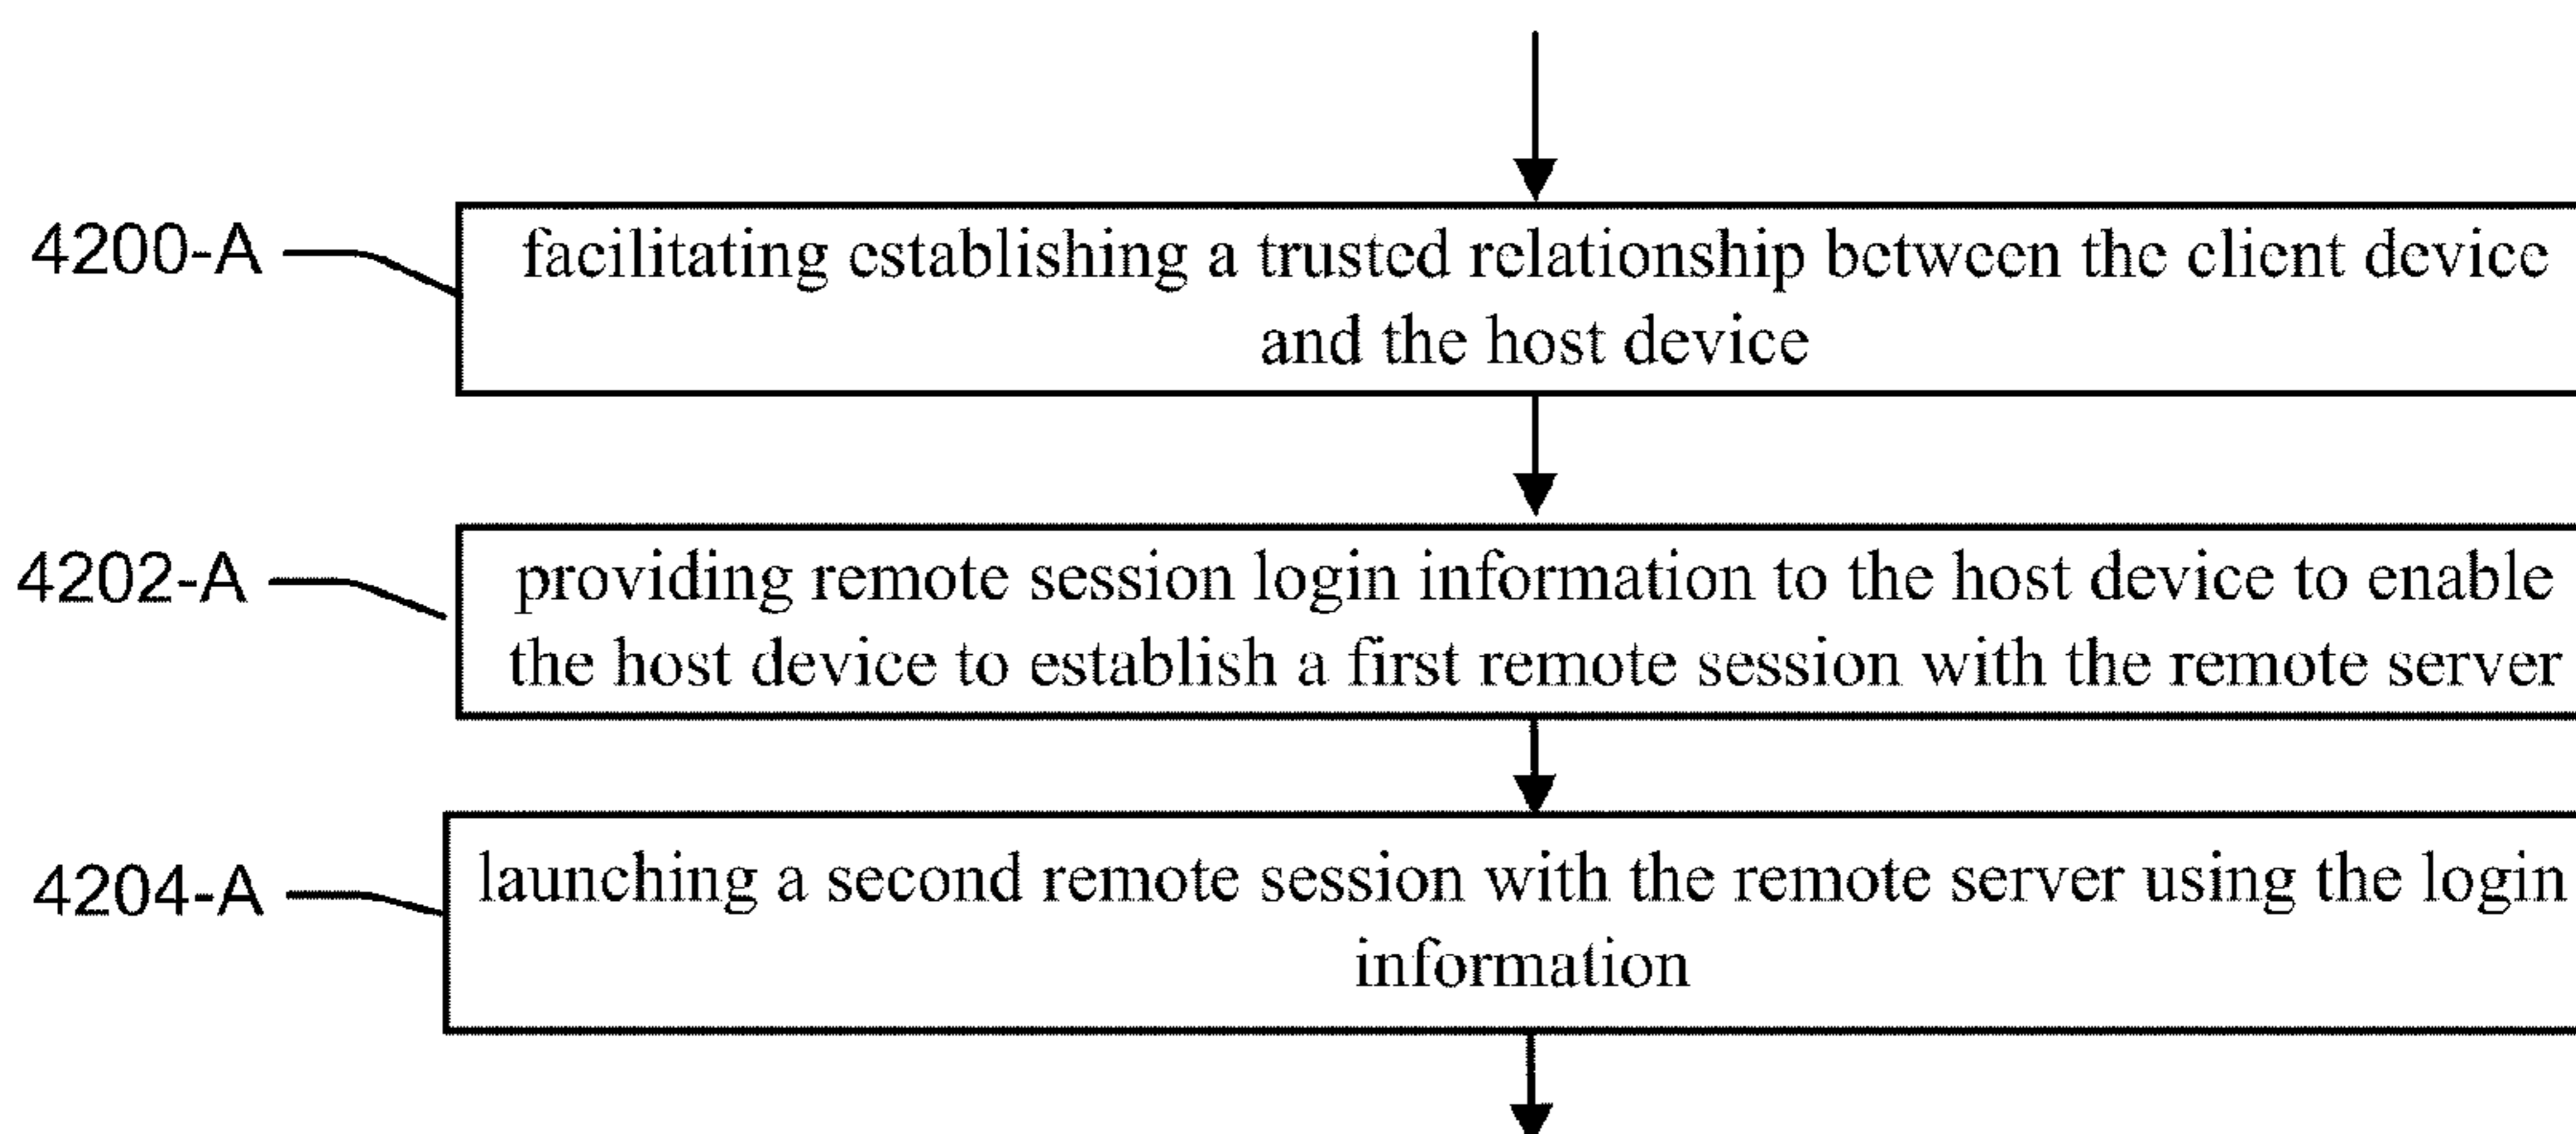 4200-A
facilitating establishing a trusted relationship between the client device
and the host device
4202-A
providing remote session login information to the host device to enable
the host device to establish a first remote session with the remote server
4204-A
launching a second remote session with the remote server using the login
information